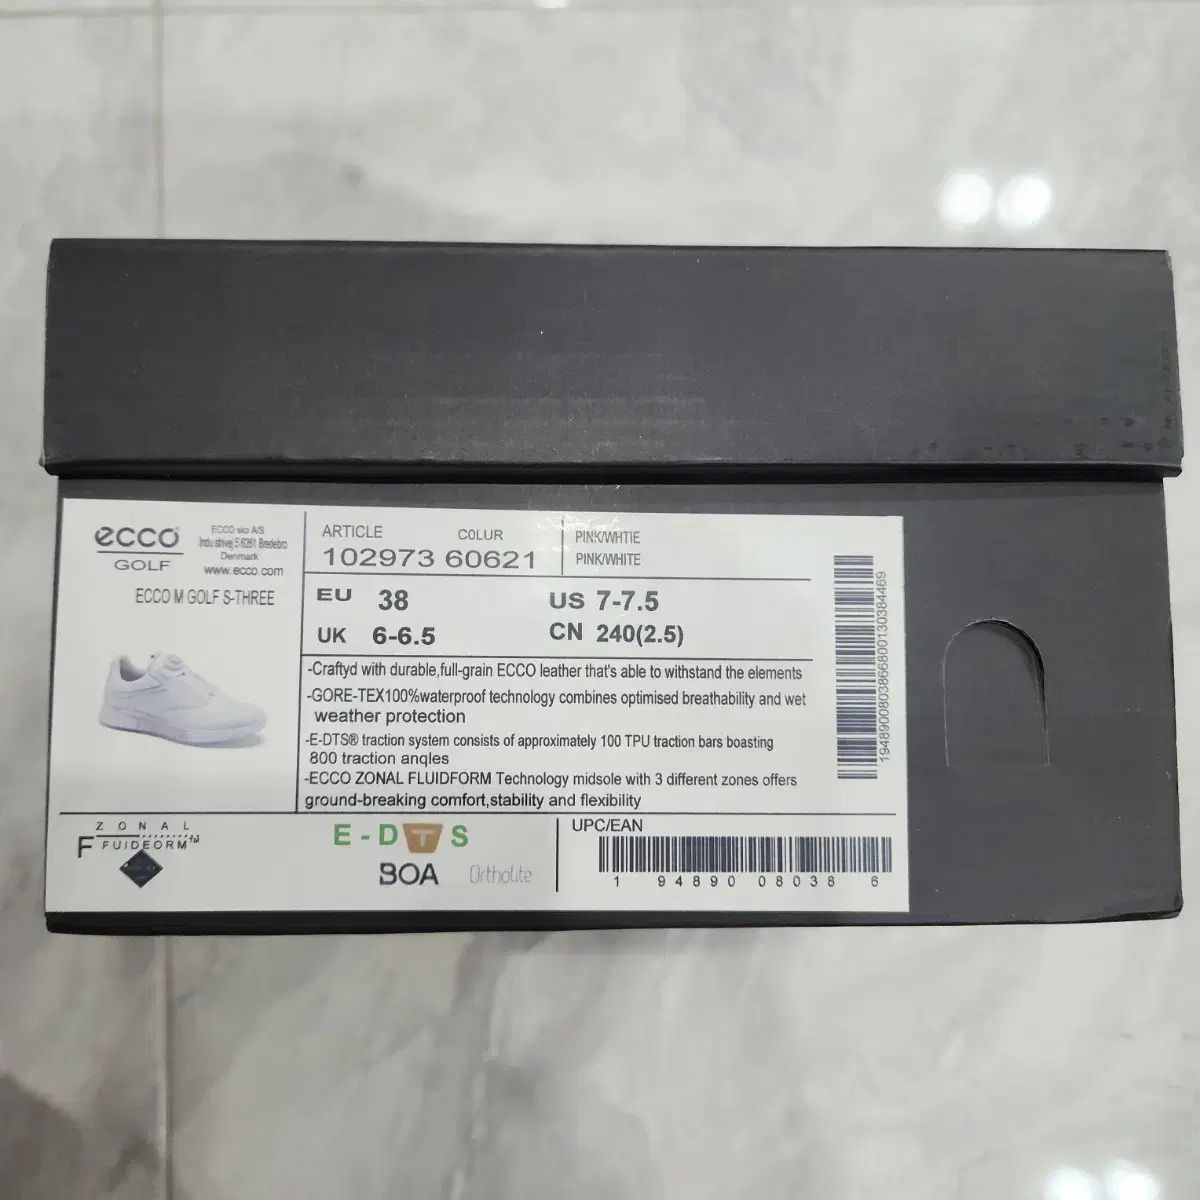 ecco
GOLF
ECCO sko A/S
Industrivej 5-6261 Bredebro
Denmark
www.ecco.com
ECCO M GOLF S-THREE
ARTICLE COLUR
102973 60621
PINK/WHTIE
PINK/WHITE
EU 38 US 7-7.5
UK 6-6.5 CN 240(2.5)
-Craftyd with durable,full-grain ECCO leather that's able to withstand the elements
-GORE-TEX100%waterproof technology combines optimised breathability and wet
weather protection
-E-DTS® traction system consists of approximately 100 TPU traction bars boasting
800 traction anqles
-ECCO ZONAL FLUIDFORM Technology midsole with 3 different zones offers
ground-breaking comfort,stability and flexibility
1948900803866800130384469
ZONAL
FFUIDEORM™
E-DTS
BOA Ortholite
UPC/EAN
1 94890 08038 6